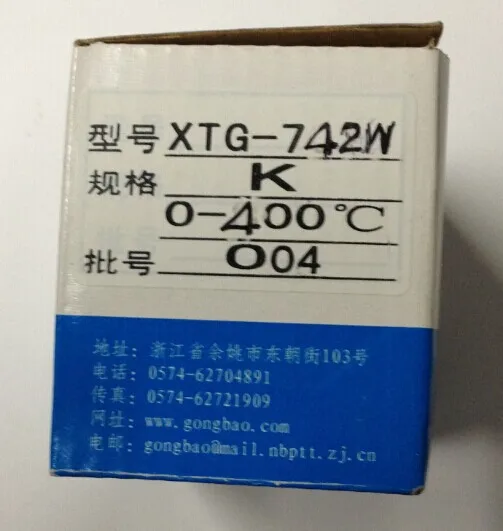 型号 XTG-742W
规格 K
0-400℃
批号 004
地址: 浙江省余姚市东朝街103号
电话: 0574-62704891
传真: 0574-62721909
网址: www.gongbao.com
电邮: gongbao@mail.nbptt.zj.cn